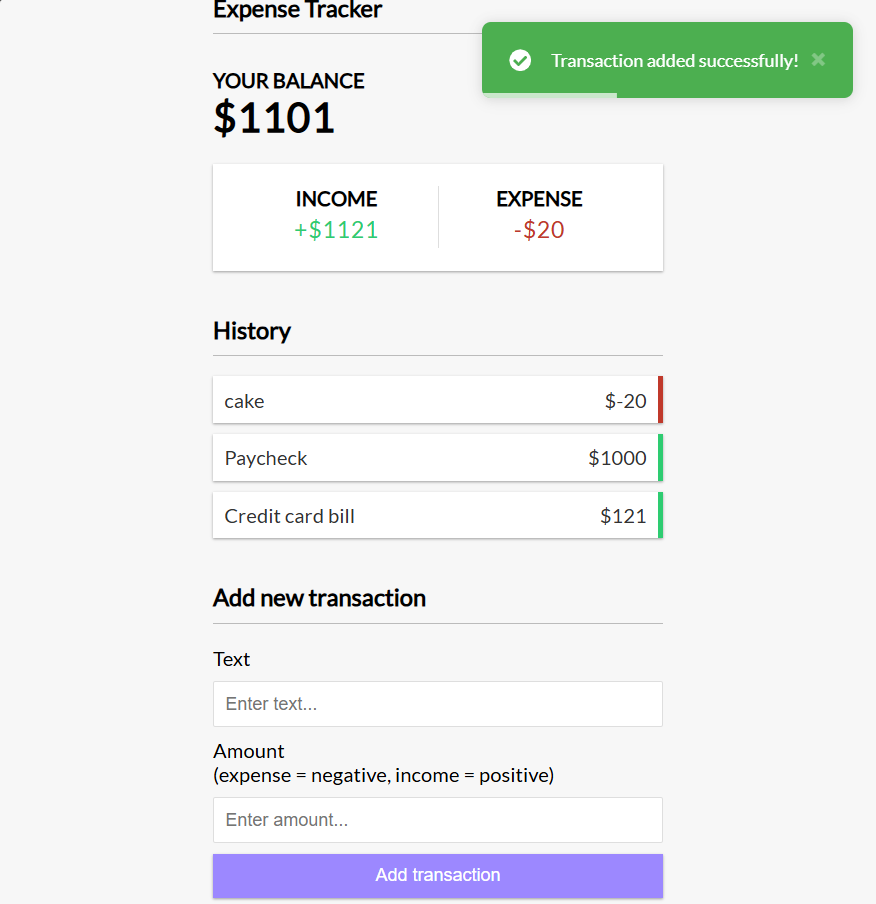 Expense Tracker
Transaction added successfully! ✖
YOUR BALANCE
$1101
INCOME EXPENSE
+$1121 -$20
History
cake $-20
Paycheck $1000
Credit card bill $121
Add new transaction
Text
Enter text...
Amount
(expense = negative, income = positive)
Enter amount...
Add transaction